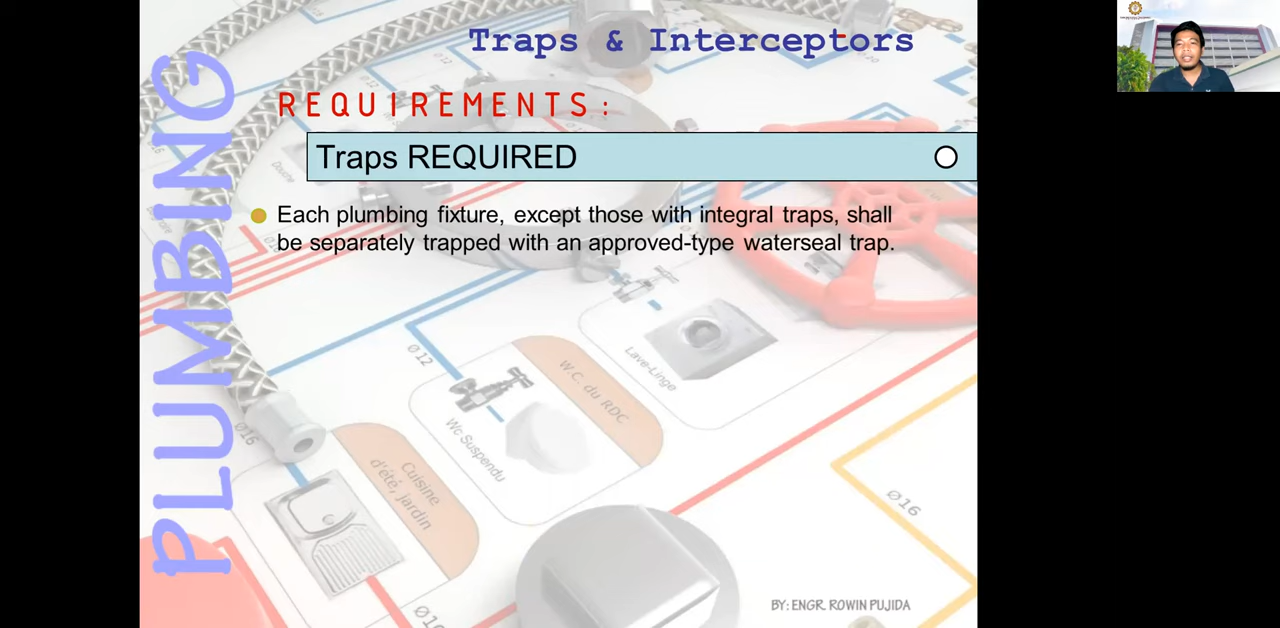 Traps & Interceptors
REQUIREMENTS:
Traps REQUIRED
Each plumbing fixture, except those with integral traps, shall
be separately trapped with an approved-type waterseal trap.
PLUMBING
Douche
Ø12
Lave-Linge
W.C. du RDC
Wc Suspendu
Ø16
Cuisine
d'été, jardin
Ø16
BY: ENGR. ROWIN PUJIDA